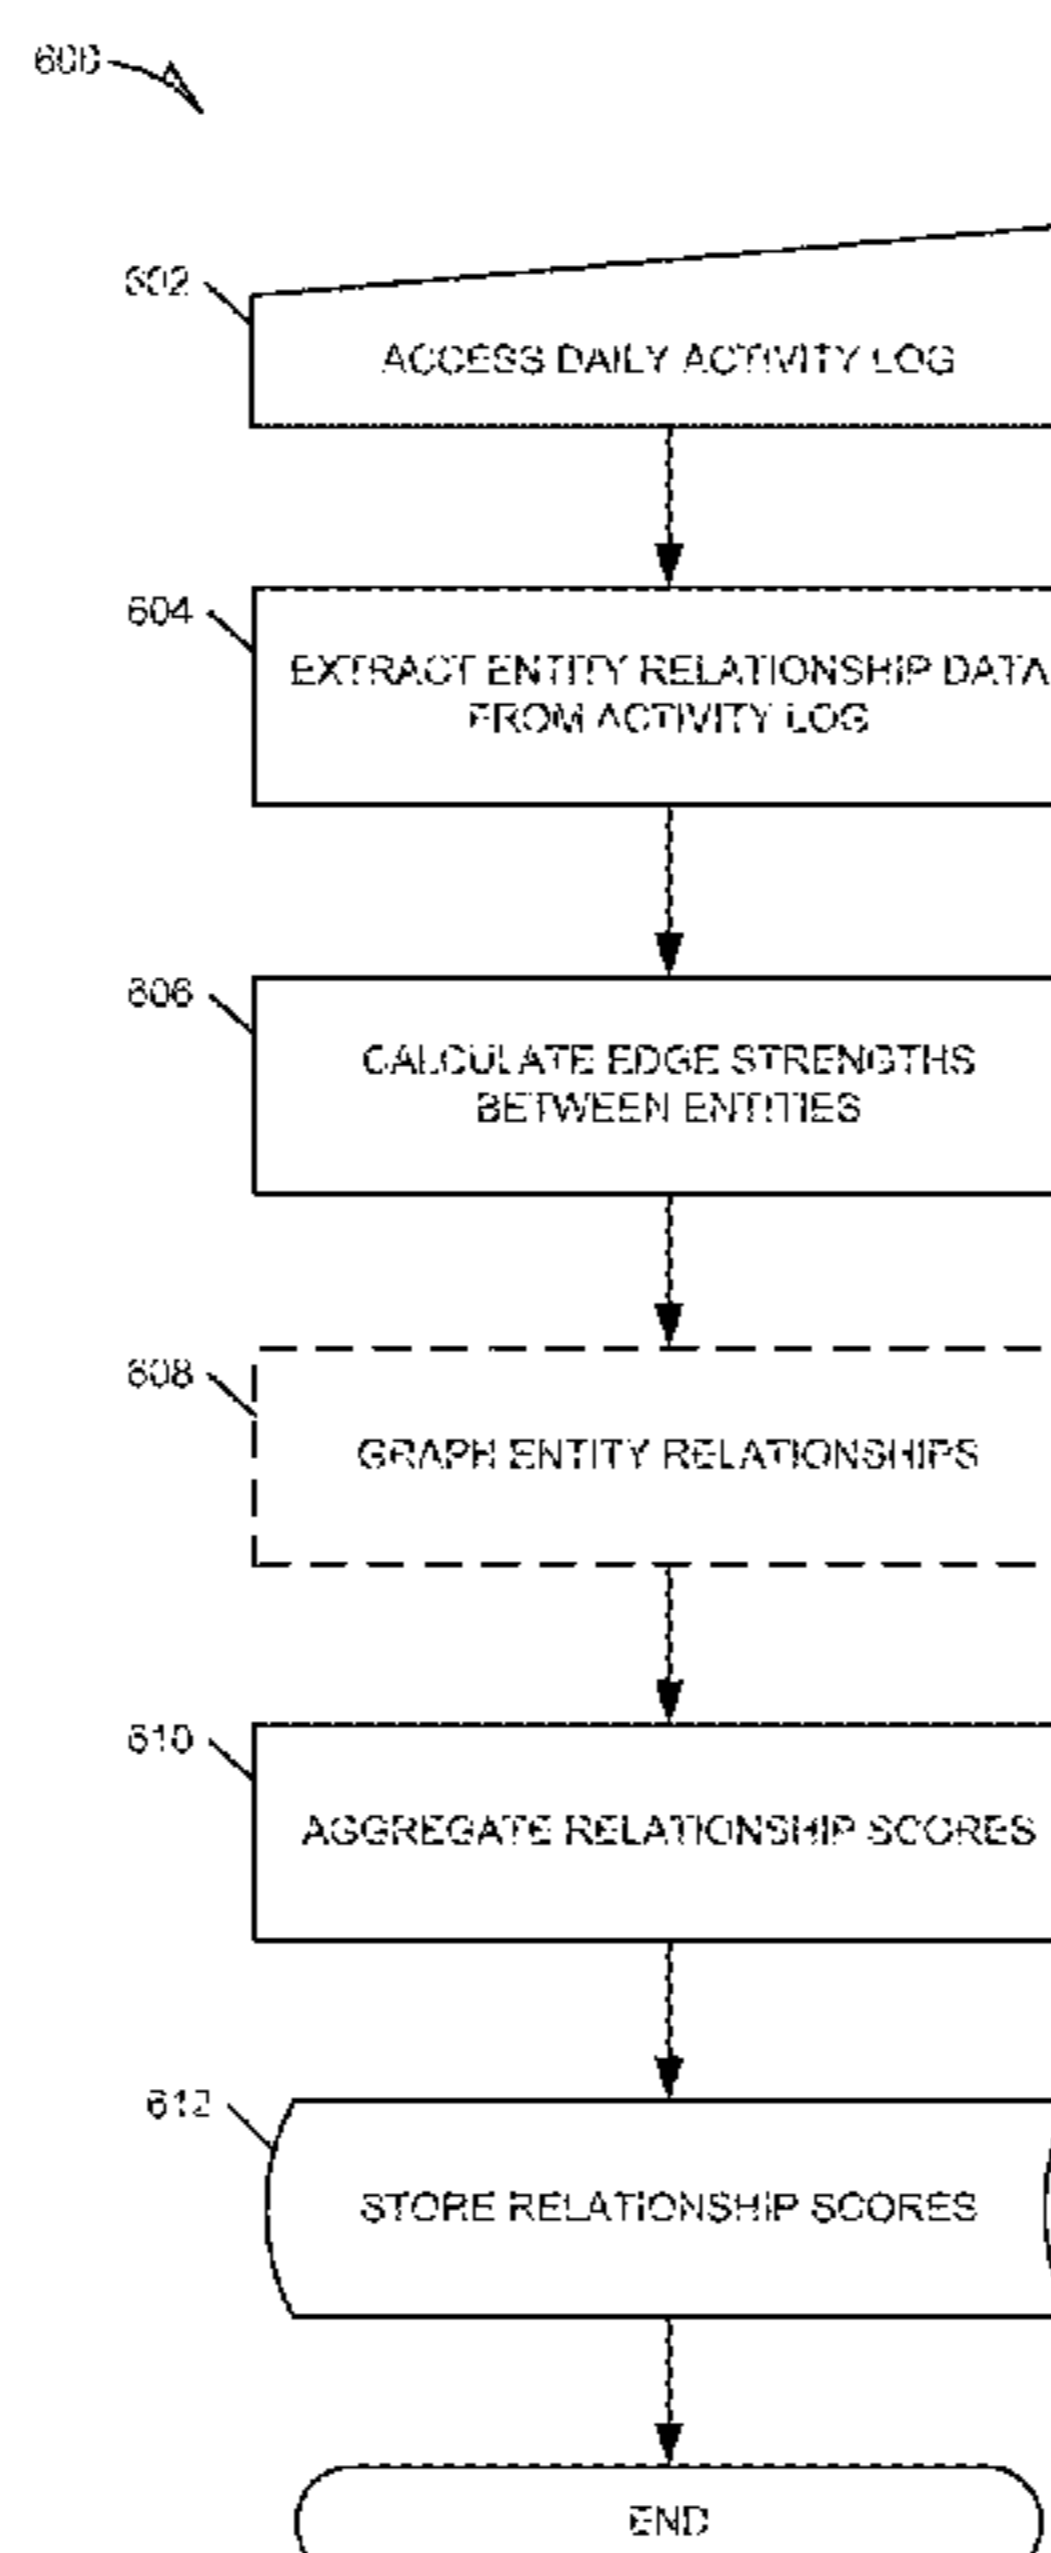 600
602
ACCESS DAILY ACTIVITY LOG
604
EXTRACT ENTITY RELATIONSHIP DATA
FROM ACTIVITY LOG
606
CALCULATE EDGE STRENGTHS
BETWEEN ENTITIES
608
GRAPH ENTITY RELATIONSHIPS
610
AGGREGATE RELATIONSHIP SCORES
612
STORE RELATIONSHIP SCORES
END